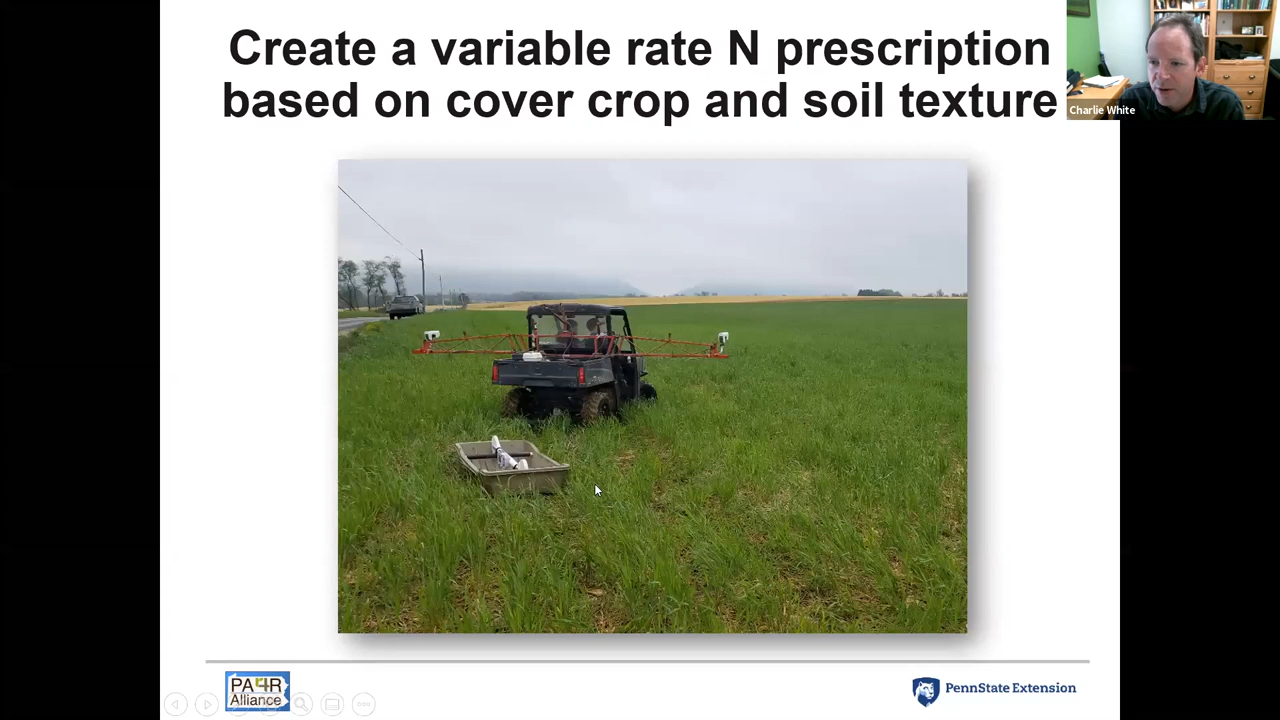 Create a variable rate N prescription
based on cover crop and soil texture
Charlie White
PA4R
Alliance
PennState Extension